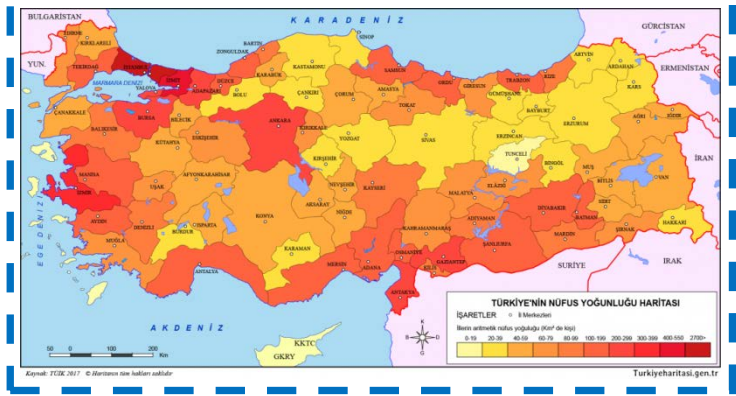 BULGARİSTAN
KARADENİZ
GÜRCİSTAN
SİNOP
EDİRNE
KIRKLARELİ
BARTIN
ZONGULDAK
KASTAMONU
ARTVİN
ARDAHAN
YUN.
TEKİRDAĞ
İSTANBUL
KARABÜK
SAMSUN
RİZE
ERMENİSTAN
MARMARA DENİZİ
İZMİT
DÜZCE
ORDU
GİRESUN
TRABZON
KARS
YALOVA
ADAPAZARI
BOLU
ÇANKIRI
ÇORUM
AMASYA
GÜMÜŞHANE
TOKAT
BAYBURT
ÇANAKKALE
BURSA
BİLECİK
ANKARA
KIRIKKALE
ERZİNCAN
ERZURUM
AĞRI
IĞDIR
BALIKESİR
ESKİŞEHİR
YOZGAT
SİVAS
KÜTAHYA
TUNCELİ
İRAN
KIRŞEHİR
BİNGÖL
MUŞ
MANİSA
AFYONKARAHİSAR
VAN
UŞAK
NEVŞEHİR
KAYSERİ
ELAZIĞ
BİTLİS
İZMİR
MALATYA
EGE DENİZİ
AKSARAY
DİYABAKIR
SİİRT
AYDIN
DENİZLİ
ISPARTA
KONYA
NİĞDE
ADIYAMAN
BATMAN
HAKKARİ
BURDUR
KAHRAMANMARAŞ
ŞIRNAK
MUĞLA
MARDİN
KARAMAN
OSMANİYE
GAZİANTEP
ŞANLIURFA
ANTALYA
MERSİN
ADANA
KİLİS
SURİYE
IRAK
ANTAKYA
AKDENİZ
KKTC
GKRY
K
B
D
G
TÜRKİYE'NİN NÜFUS YOĞUNLUĞU HARİTASI
İŞARETLER
İl Merkezleri
İllerin aritmetik nüfus yoğuluğu (Km² de kişi)
0-19 20-39 40-59 60-79 80-99 100-199 200-299 300-399 400-550 2700+
50 0 100 200
Km
Kaynak: TÜİK 2017 © Haritanın tüm hakları saklıdır
Turkiyeharitasi.gen.tr